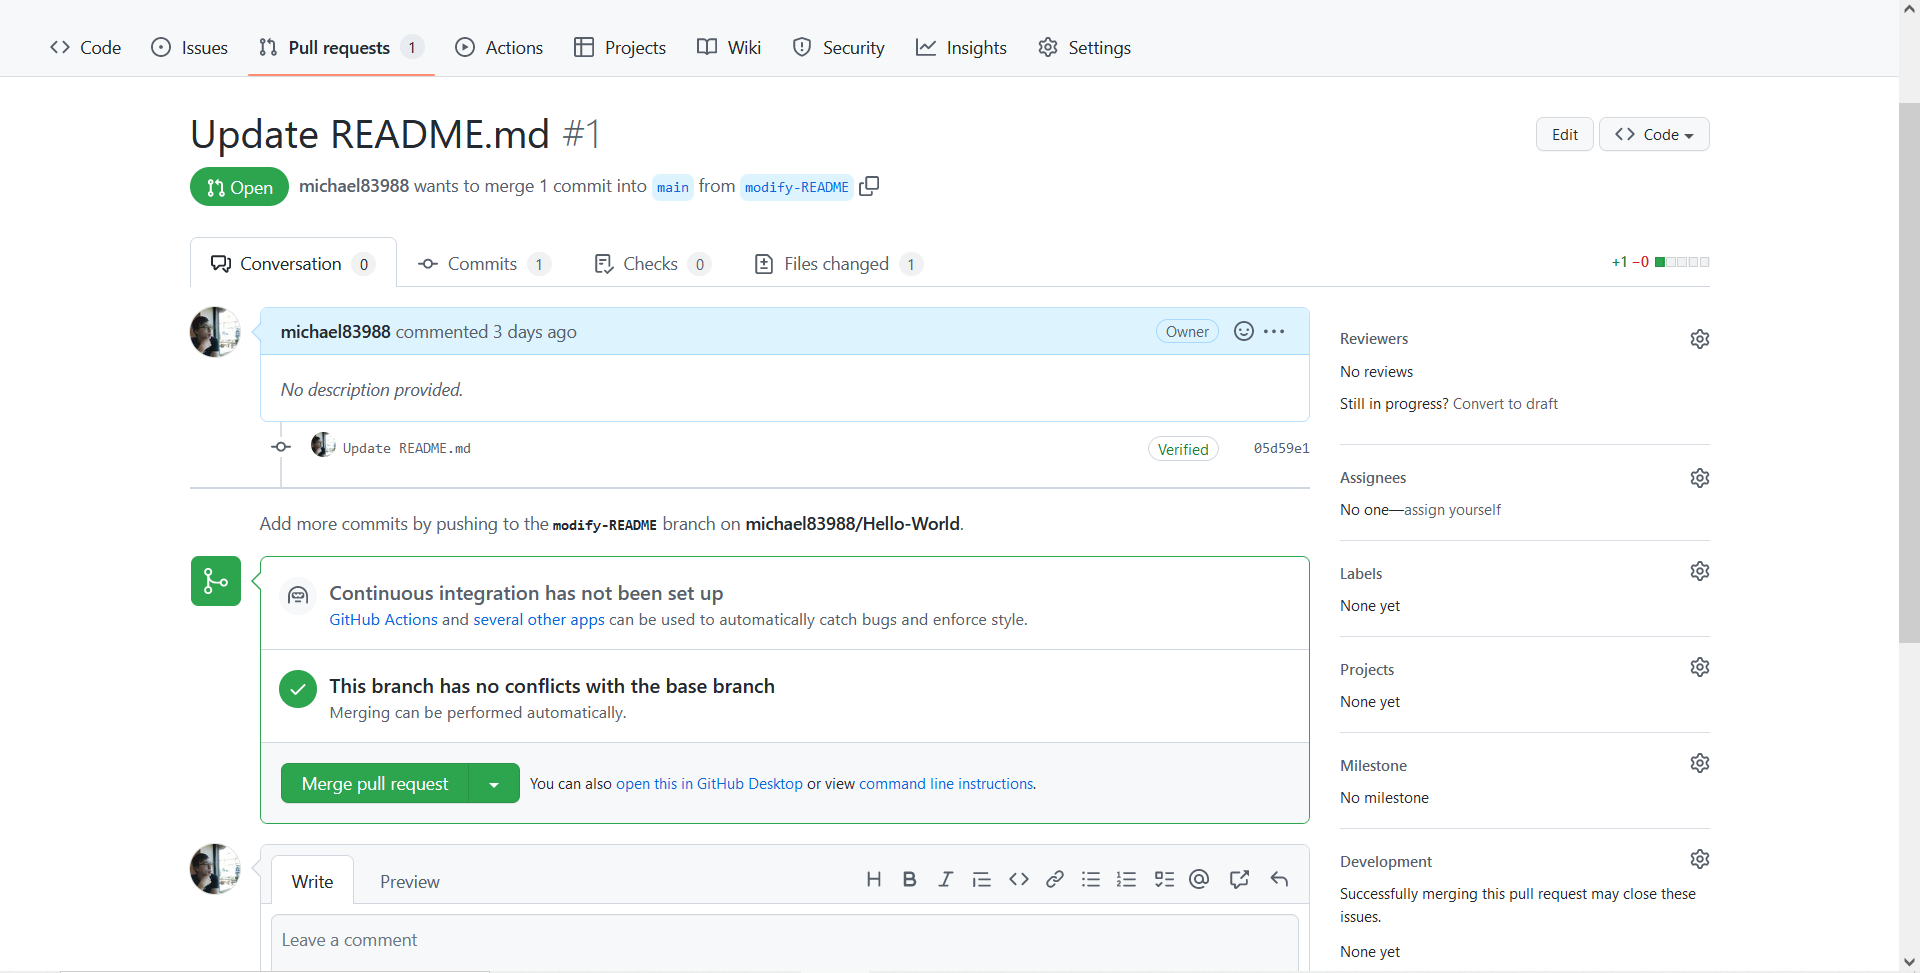 Code Issues Pull requests 1 Actions Projects Wiki Security Insights Settings
Update README.md #1
Edit Code
Open michael83988 wants to merge 1 commit into main from modify-README
Conversation 0 Commits 1 Checks 0 Files changed 1
+1 −0
michael83988 commented 3 days ago
Owner
No description provided.
Update README.md
Verified 05d59e1
Add more commits by pushing to the modify-README branch on michael83988/Hello-World.
Continuous integration has not been set up
GitHub Actions and several other apps can be used to automatically catch bugs and enforce style.
This branch has no conflicts with the base branch
Merging can be performed automatically.
Merge pull request You can also open this in GitHub Desktop or view command line instructions.
Write Preview
Leave a comment
Reviewers
No reviews
Still in progress? Convert to draft
Assignees
No one—assign yourself
Labels
None yet
Projects
None yet
Milestone
No milestone
Development
Successfully merging this pull request may close these
issues.
None yet